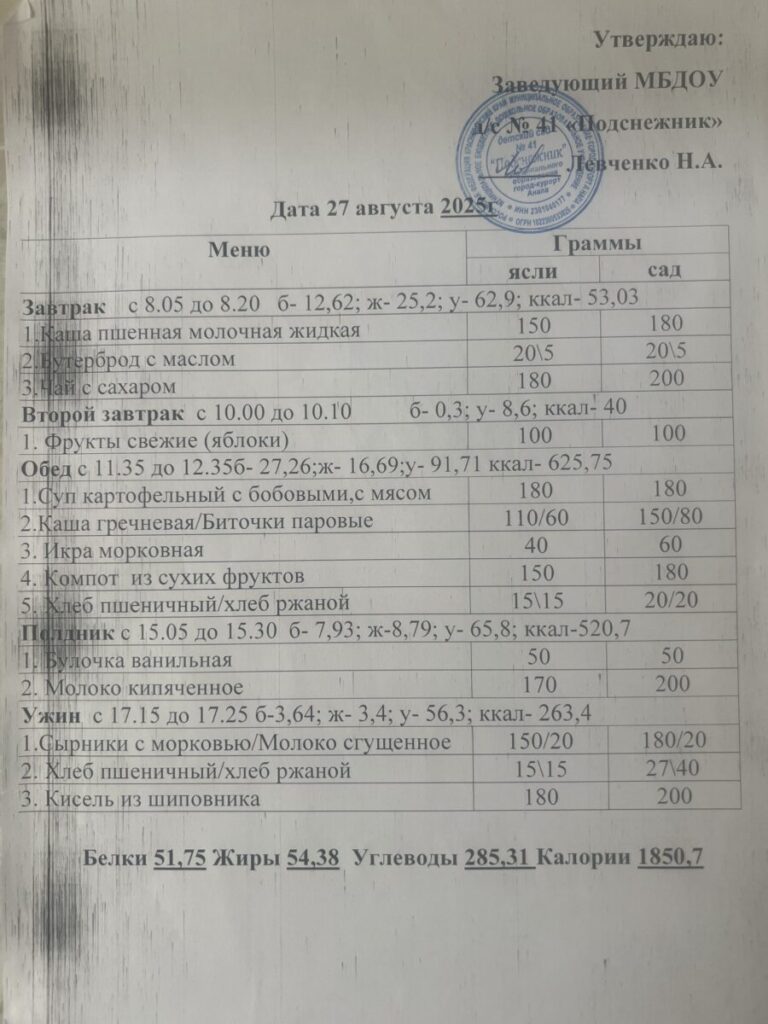 Утверждаю:
Заведующий МБДОУ
д/с № 41 «Подснежник»
Левченко Н.А.
детский сад
№ 41
"Подснежник"
город-курорт
Анапа
Дата 27 августа 2025г
Меню Граммы
ясли сад
Завтрак с 8.05 до 8.20 б- 12,62; ж- 25,2; у- 62,9; ккал- 53,03
1.Каша пшенная молочная жидкая 150 180
2.Бутерброд с маслом 20\5 20\5
3.Чай с сахаром 180 200
Второй завтрак с 10.00 до 10.10 б- 0,3; у- 8,6; ккал- 40
1. Фрукты свежие (яблоки) 100 100
Обед с 11.35 до 12.35б- 27,26;ж- 16,69;у- 91,71 ккал- 625,75
1.Суп картофельный с бобовыми,с мясом 180 180
2.Каша гречневая/Биточки паровые 110/60 150/80
3. Икра морковная 40 60
4. Компот из сухих фруктов 150 180
5. Хлеб пшеничный/хлеб ржаной 15\15 20/20
Полдник с 15.05 до 15.30 б- 7,93; ж-8,79; у- 65,8; ккал-520,7
1. Булочка ванильная 50 50
2. Молоко кипяченное 170 200
Ужин с 17.15 до 17.25 б-3,64; ж- 3,4; у- 56,3; ккал- 263,4
1.Сырники с морковью/Молоко сгущенное 150/20 180/20
2. Хлеб пшеничный/хлеб ржаной 15\15 27\40
3. Кисель из шиповника 180 200
Белки 51,75 Жиры 54,38 Углеводы 285,31 Калории 1850,7